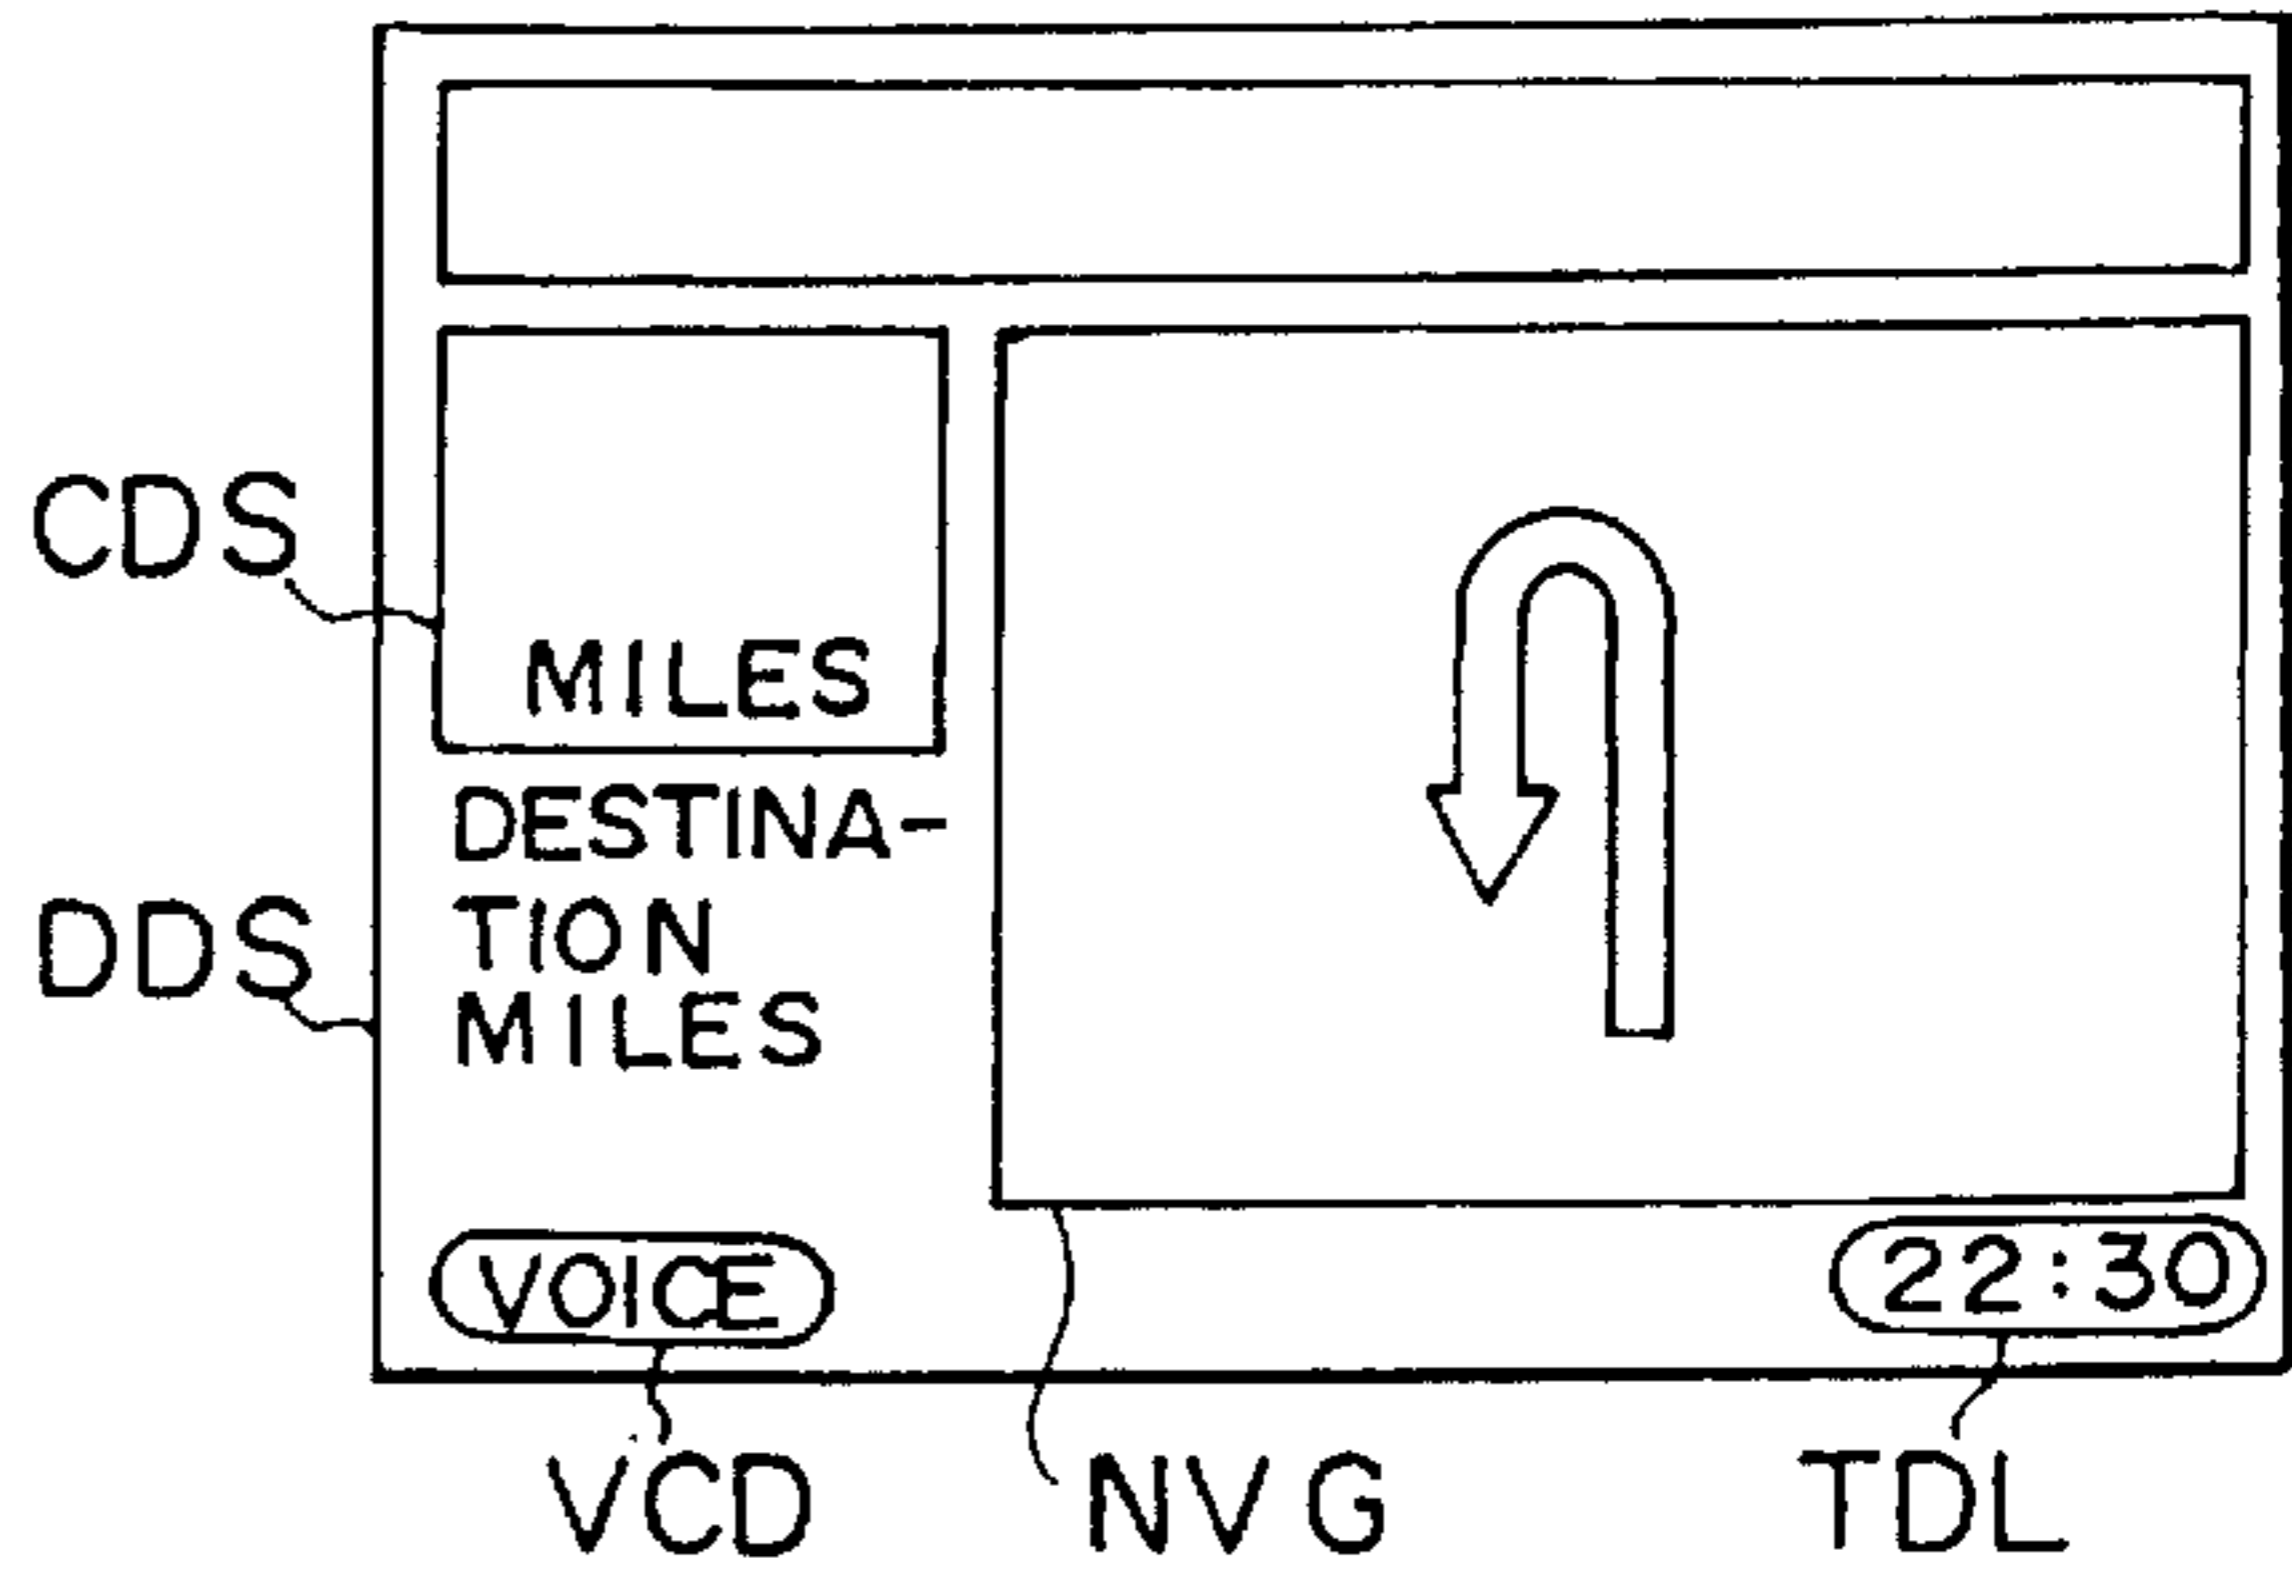 CDS
MILES
DESTINA-
TION
DDS
MILES
VOICE
22:30
VCD
NVG
TDL